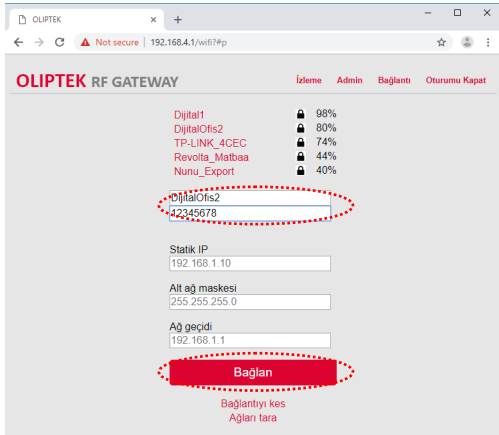 OLIPTEK
Not secure | 192.168.4.1/wifi?#p
OLIPTEK RF GATEWAY İzleme Admin Bağlantı Oturumu Kapat
Dijital1 98%
DijitalOfis2 80%
TP-LINK_4CEC 74%
Revolta_Matbaa 44%
Nunu_Export 40%
DijitalOfis2
12345678
Statik IP
192.168.1.10
Alt ağ maskesi
255.255.255.0
Ağ geçidi
192.168.1.1
Bağlan
Bağlantıyı kes
Ağları tara